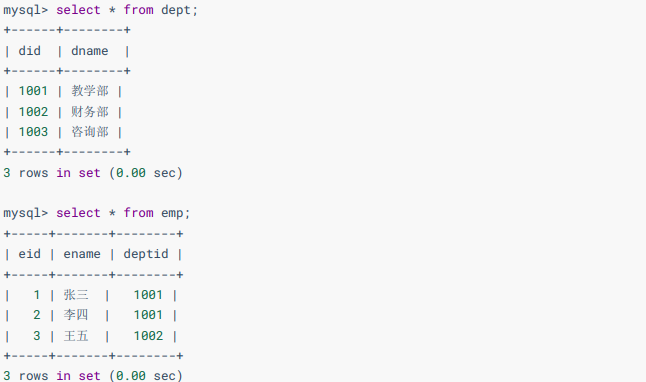 mysql> select * from dept;
+------+--------+
| did  | dname  |
+------+--------+
| 1001 | 教学部 |
| 1002 | 财务部 |
| 1003 | 咨询部 |
+------+--------+
3 rows in set (0.00 sec)

mysql> select * from emp;
+-----+-------+--------+
| eid | ename | deptid |
+-----+-------+--------+
|   1 | 张三  |   1001 |
|   2 | 李四  |   1001 |
|   3 | 王五  |   1002 |
+-----+-------+--------+
3 rows in set (0.00 sec)